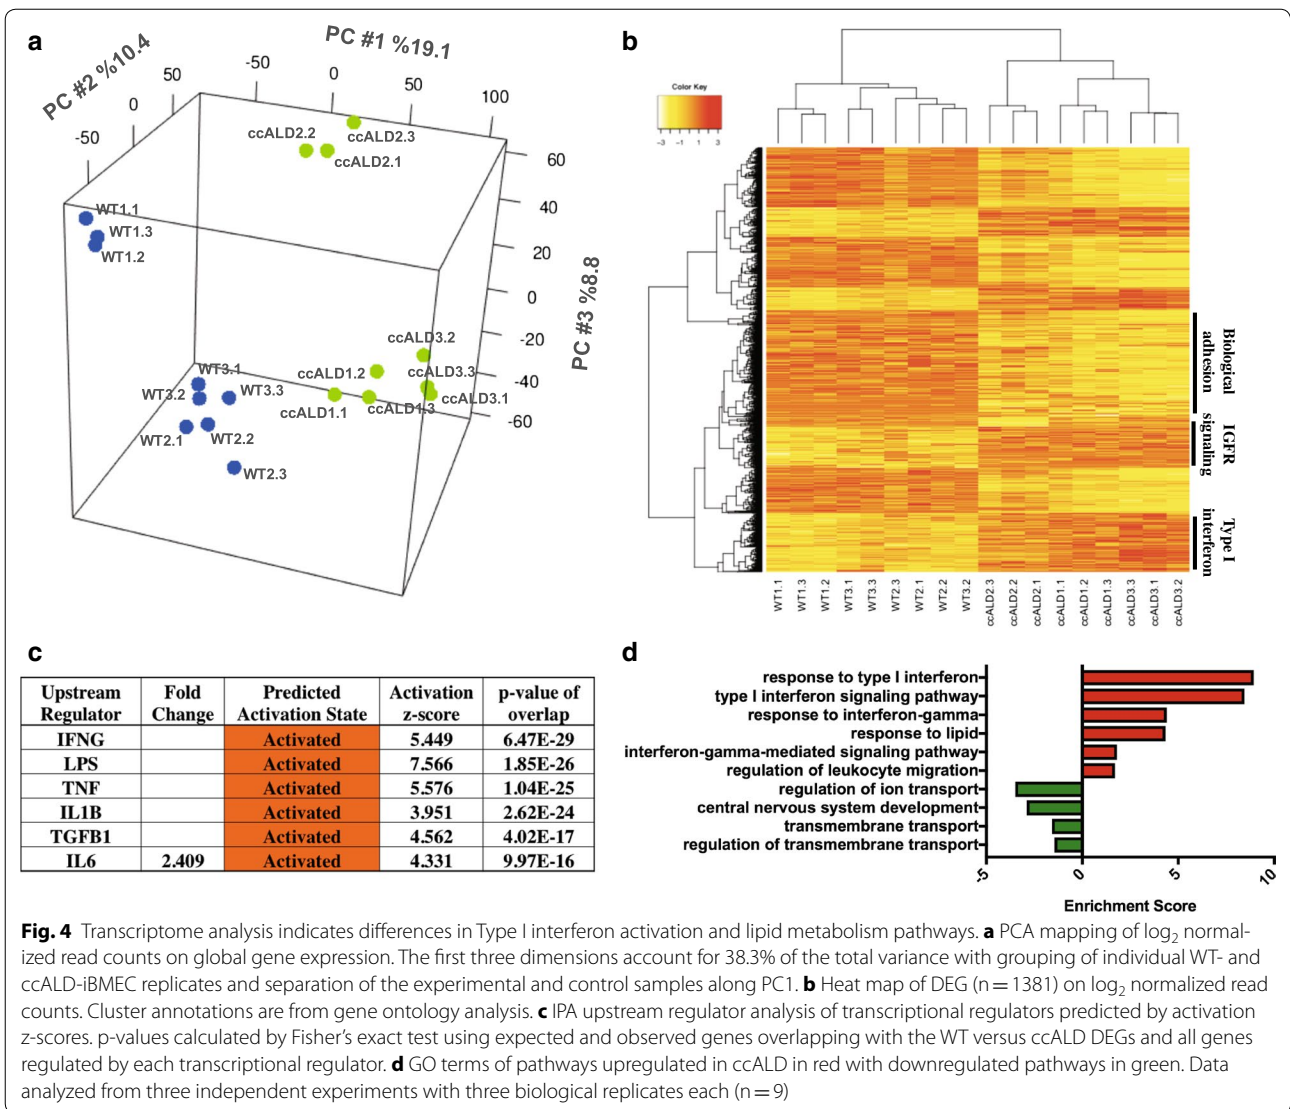 a
PC #1 %19.1
PC #2 %10.4
-50
0
50
-50
0
50
100
60
40
20
0
-20
-40
-60
PC #3 %8.8
ccALD2.2
ccALD2.3
ccALD2.1
WT1.1
WT1.3
WT1.2
ccALD3.2
ccALD1.2
ccALD3.3
ccALD1.1
ccALD1.3
ccALD3.1
WT3.1
WT3.2
WT3.3
WT2.1
WT2.2
WT2.3
b
Color Key
-3 -1 1 3
Biological
adhesion
IGFR
signaling
Type I
interferon
WT1.1
WT1.3
WT1.2
WT3.1
WT3.3
WT2.3
WT2.1
WT2.2
WT3.2
ccALD2.3
ccALD2.2
ccALD2.1
ccALD1.1
ccALD1.2
ccALD1.3
ccALD3.3
ccALD3.1
ccALD3.2
c
Upstream Regulator Fold Change Predicted Activation State Activation z-score p-value of overlap
IFNG Activated 5.449 6.47E-29
LPS Activated 7.566 1.85E-26
TNF Activated 5.576 1.04E-25
IL1B Activated 3.951 2.62E-24
TGFB1 Activated 4.562 4.02E-17
IL6 2.409 Activated 4.331 9.97E-16
d
response to type I interferon
type I interferon signaling pathway
response to interferon-gamma
response to lipid
interferon-gamma-mediated signaling pathway
regulation of leukocyte migration
regulation of ion transport
central nervous system development
transmembrane transport
regulation of transmembrane transport
-5 0 5 10
Enrichment Score
Fig. 4 Transcriptome analysis indicates differences in Type I interferon activation and lipid metabolism pathways. a PCA mapping of log₂ normal-
ized read counts on global gene expression. The first three dimensions account for 38.3% of the total variance with grouping of individual WT- and
ccALD-iBMEC replicates and separation of the experimental and control samples along PC1. b Heat map of DEG (n = 1381) on log₂ normalized read
counts. Cluster annotations are from gene ontology analysis. c IPA upstream regulator analysis of transcriptional regulators predicted by activation
z-scores. p-values calculated by Fisher's exact test using expected and observed genes overlapping with the WT versus ccALD DEGs and all genes
regulated by each transcriptional regulator. d GO terms of pathways upregulated in ccALD in red with downregulated pathways in green. Data
analyzed from three independent experiments with three biological replicates each (n = 9)